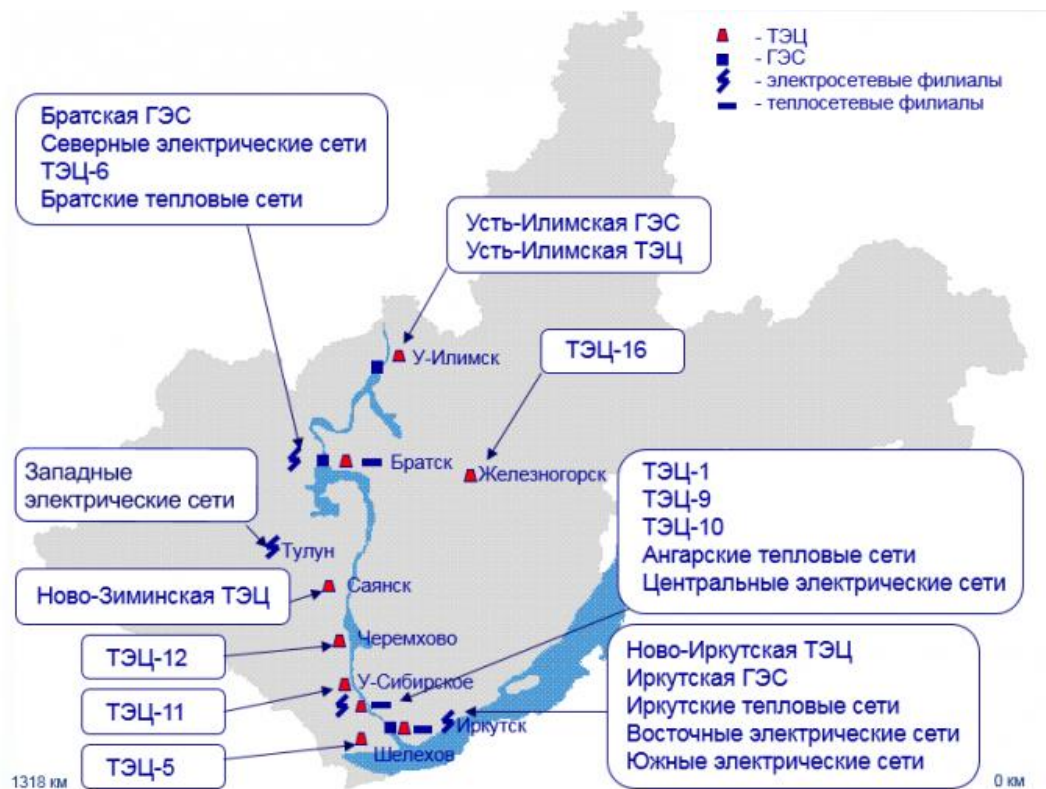 - ТЭЦ
- ГЭС
- электросетевые филиалы
- теплосетевые филиалы
Братская ГЭС
Северные электрические сети
ТЭЦ-6
Братские тепловые сети
Усть-Илимская ГЭС
Усть-Илимская ТЭЦ
У-Илимск
ТЭЦ-16
Братск
Железногорск
Западные
электрические сети
Тулун
ТЭЦ-1
ТЭЦ-9
ТЭЦ-10
Ангарские тепловые сети
Центральные электрические сети
Ново-Зиминская ТЭЦ
Саянск
Черемхово
ТЭЦ-12
У-Сибирское
ТЭЦ-11
Ново-Иркутская ТЭЦ
Иркутская ГЭС
Иркутские тепловые сети
Восточные электрические сети
Южные электрические сети
Иркутск
Шелехов
ТЭЦ-5
1318 км
0 км